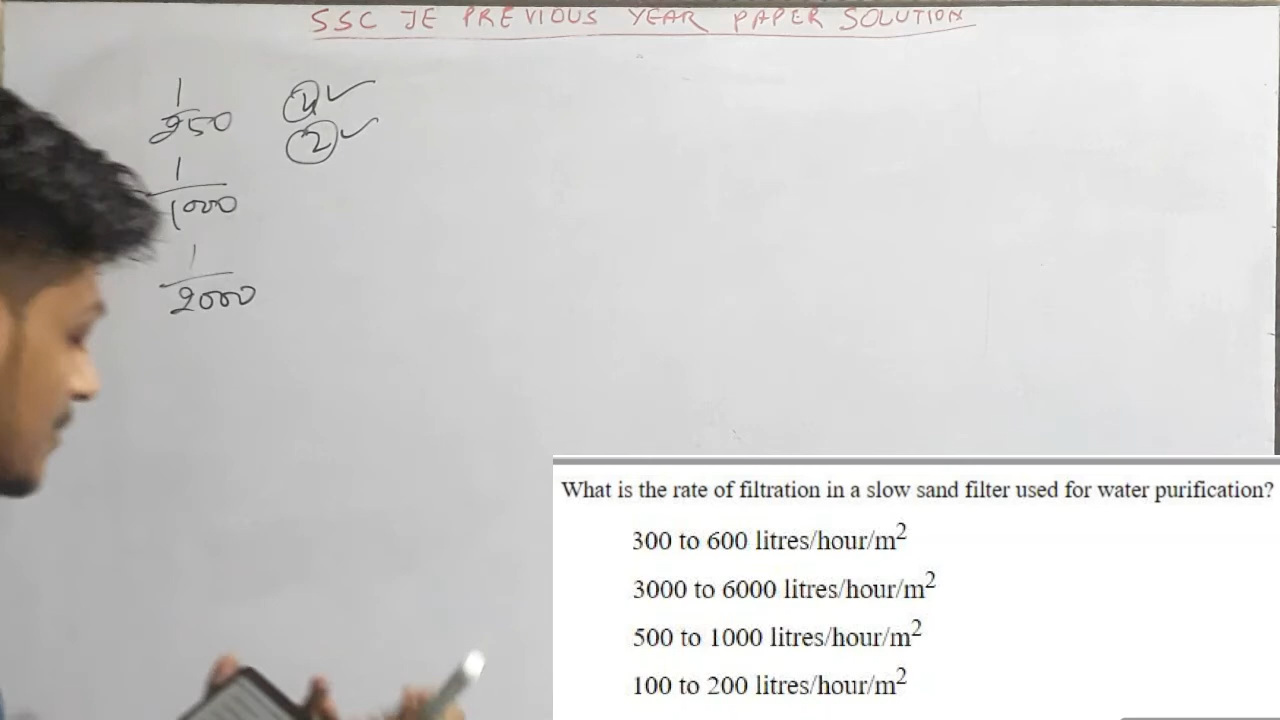 SSC JE PREVIOUS YEAR PAPER SOLUTION
1
250
4
2
1
1000
1
2000
What is the rate of filtration in a slow sand filter used for water purification?
300 to 600 litres/hour/m²
3000 to 6000 litres/hour/m²
500 to 1000 litres/hour/m²
100 to 200 litres/hour/m²